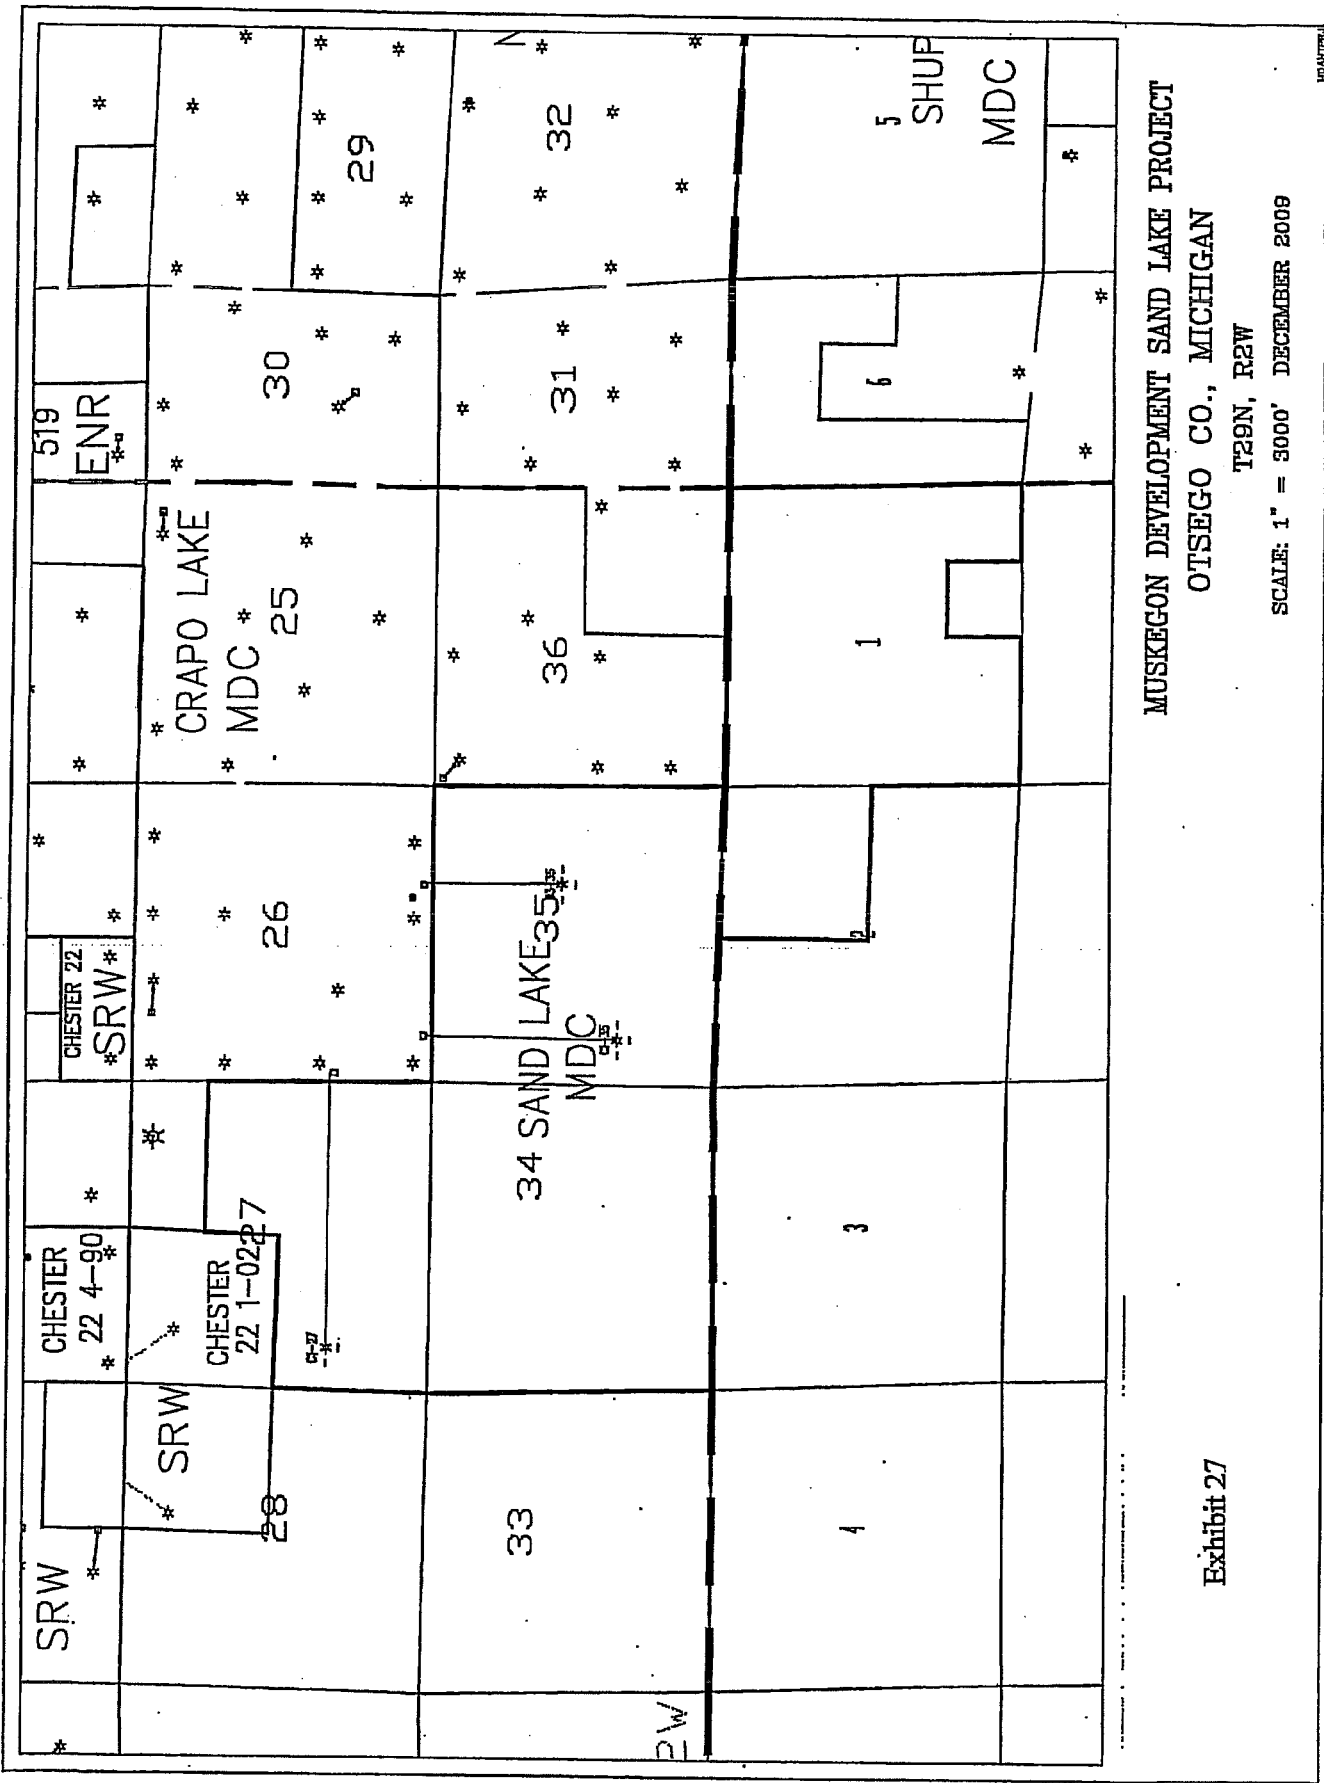 SRW
CHESTER
22 4-90
CHESTER 22
SRW
519
ENR
28
SRW
CHESTER
22 1-02
27
C1-27
26
CRAPO LAKE
MDC
25
30
29
33
34
SAND LAKE
MDC
35
36
31
32
N
2W
4
3
2
1
6
5
SHUP
MDC
MUSKEGON DEVELOPMENT SAND LAKE PROJECT
OTSEGO CO., MICHIGAN
T29N, R2W
SCALE: 1" = 3000' DECEMBER 2009
Exhibit 27